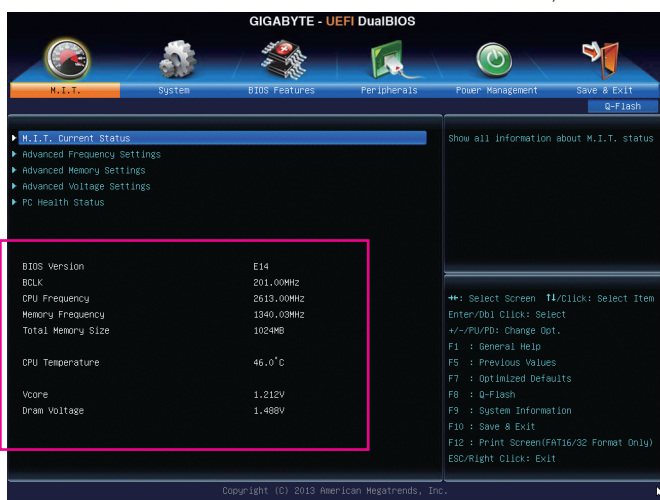 GIGABYTE - UEFI DualBIOS
M.I.T. System BIOS Features Peripherals Power Management Save & Exit
Q-Flash
M.I.T. Current Status
Advanced Frequency Settings
Advanced Memory Settings
Advanced Voltage Settings
PC Health Status
BIOS Version E14
BCLK 201.00MHz
CPU Frequency 2613.00MHz
Memory Frequency 1340.03MHz
Total Memory Size 1024MB
CPU Temperature 46.0°C
Vcore 1.212V
Dram Voltage 1.488V
Show all information about M.I.T. status
→←: Select Screen ↑↓/Click: Select Item
Enter/Dbl Click: Select
+/-/PU/PD: Change Opt.
F1 : General Help
F5 : Previous Values
F7 : Optimized Defaults
F8 : Q-Flash
F9 : System Information
F10 : Save & Exit
F12 : Print Screen(FAT16/32 Format Only)
ESC/Right Click: Exit
Copyright (C) 2013 American Megatrends, Inc.